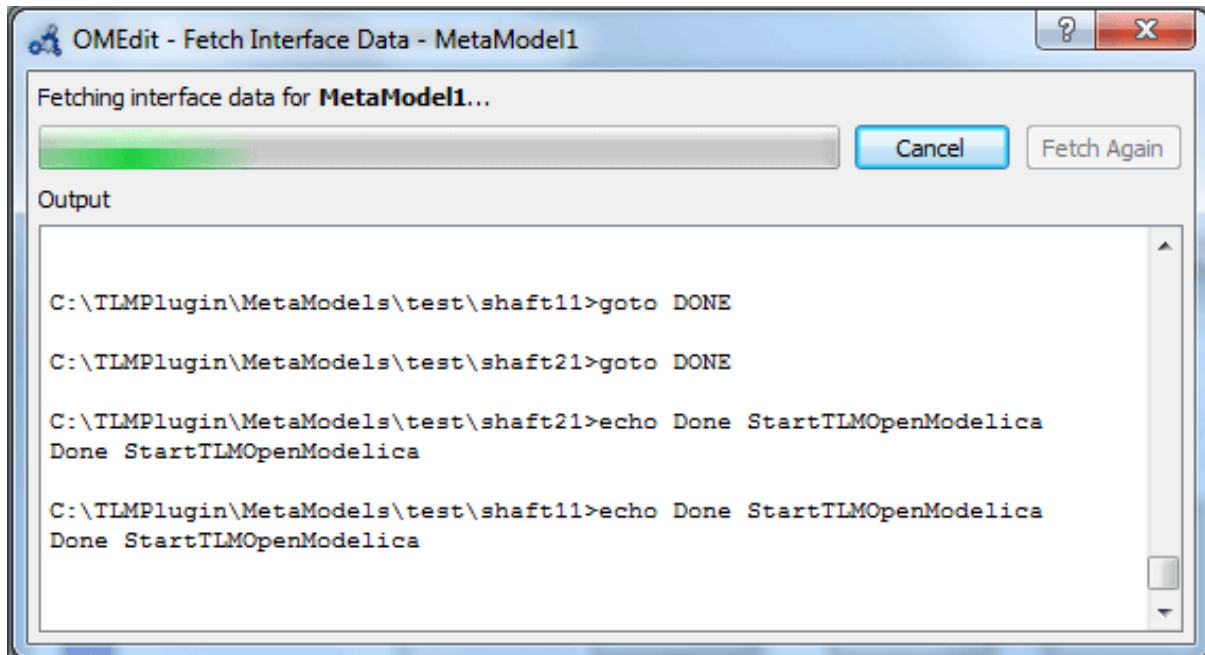 OMEdit - Fetch Interface Data - MetaModel1
Fetching interface data for MetaModel1...
Cancel
Fetch Again
Output
C:\TLMPlugin\MetaModels\test\shaft11>goto DONE
C:\TLMPlugin\MetaModels\test\shaft21>goto DONE
C:\TLMPlugin\MetaModels\test\shaft21>echo Done StartTLMOpenModelica
Done StartTLMOpenModelica
C:\TLMPlugin\MetaModels\test\shaft11>echo Done StartTLMOpenModelica
Done StartTLMOpenModelica